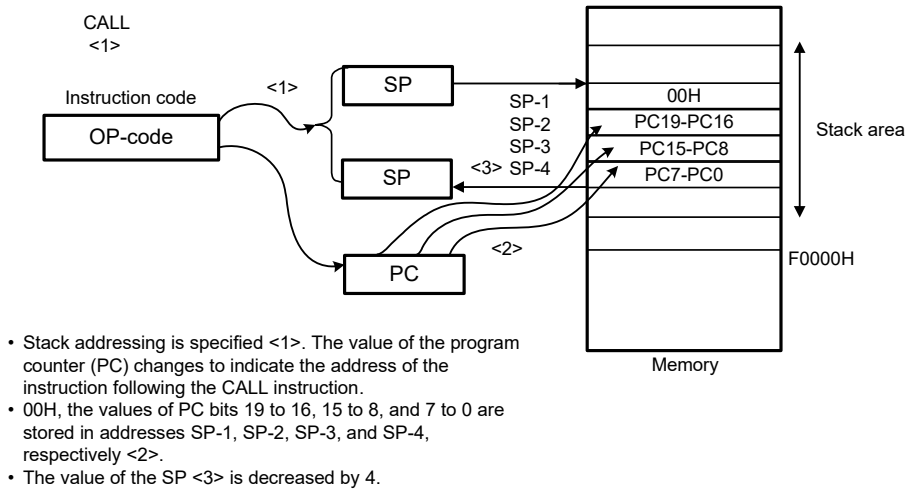 CALL
<1>
Instruction code
OP-code
<1>
SP
SP
PC
SP-1
SP-2
SP-3
<3> SP-4
<2>
00H
PC19-PC16
PC15-PC8
PC7-PC0
Stack area
F0000H
Memory
• Stack addressing is specified <1>. The value of the program
counter (PC) changes to indicate the address of the
instruction following the CALL instruction.
• 00H, the values of PC bits 19 to 16, 15 to 8, and 7 to 0 are
stored in addresses SP-1, SP-2, SP-3, and SP-4,
respectively <2>.
• The value of the SP <3> is decreased by 4.